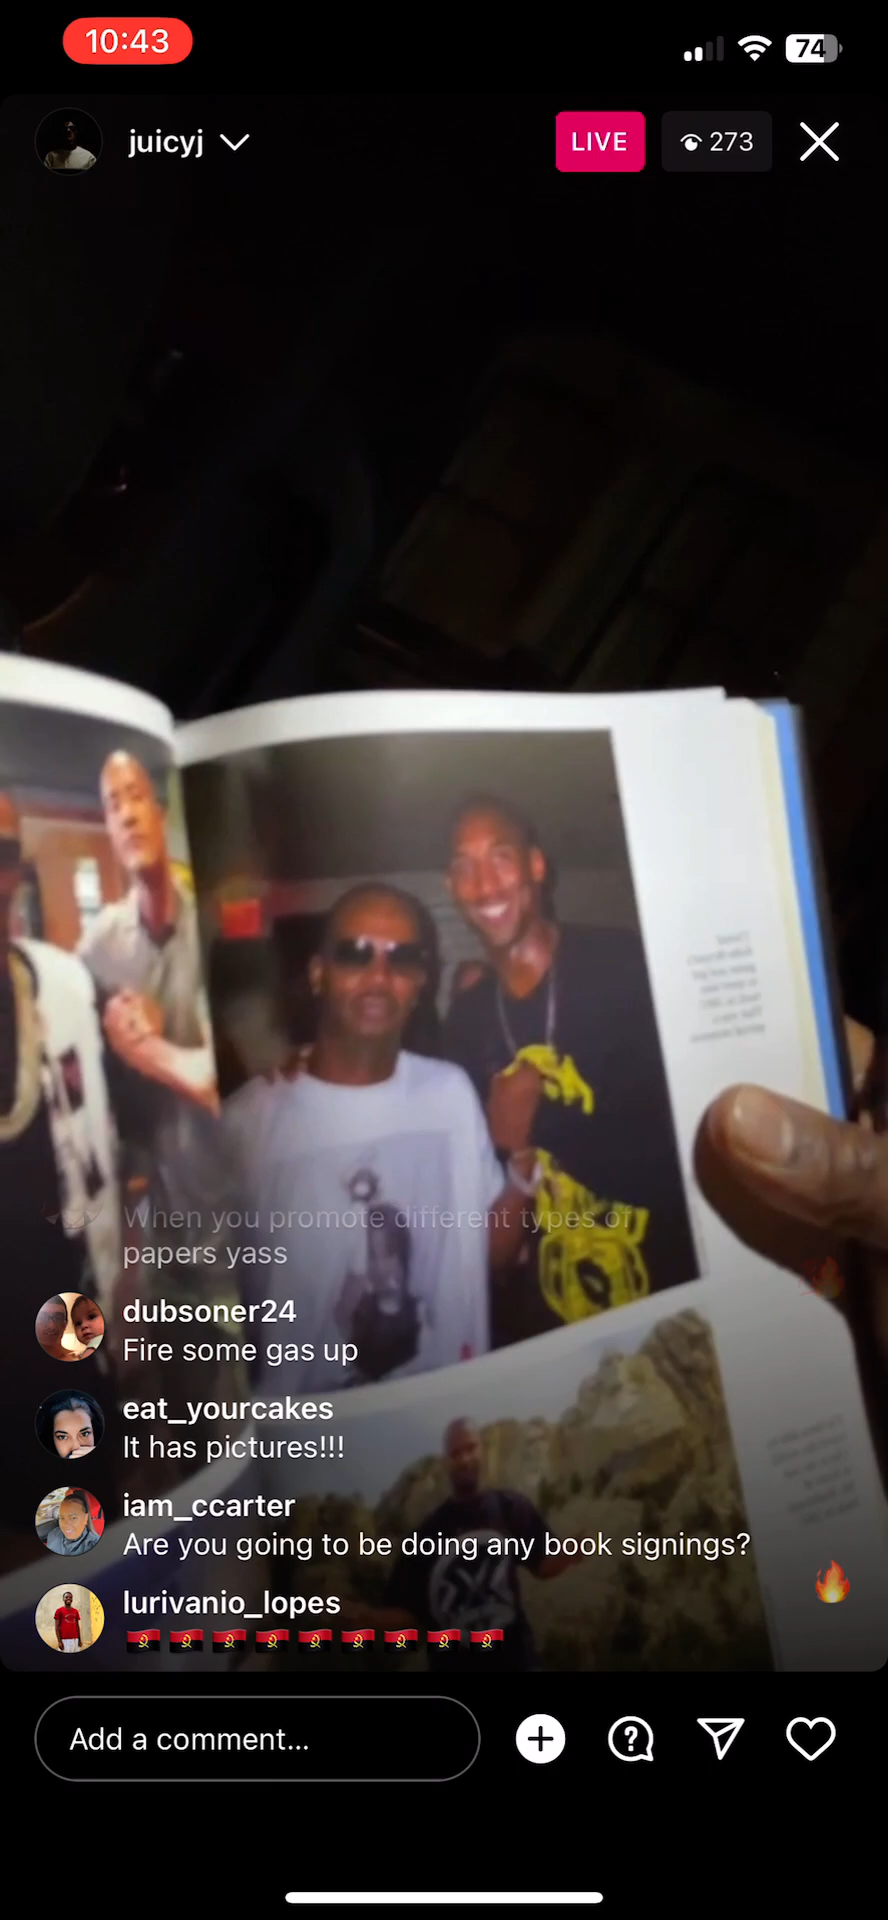 10:43
74
juicyj
LIVE
273
When you promote different types of
papers yass
dubsoner24
Fire some gas up
eat_yourcakes
It has pictures!!!
iam_ccarter
Are you going to be doing any book signings?
lurivanio_lopes
🇦🇴🇦🇴🇦🇴🇦🇴🇦🇴🇦🇴🇦🇴🇦🇴🇦🇴
Add a comment...